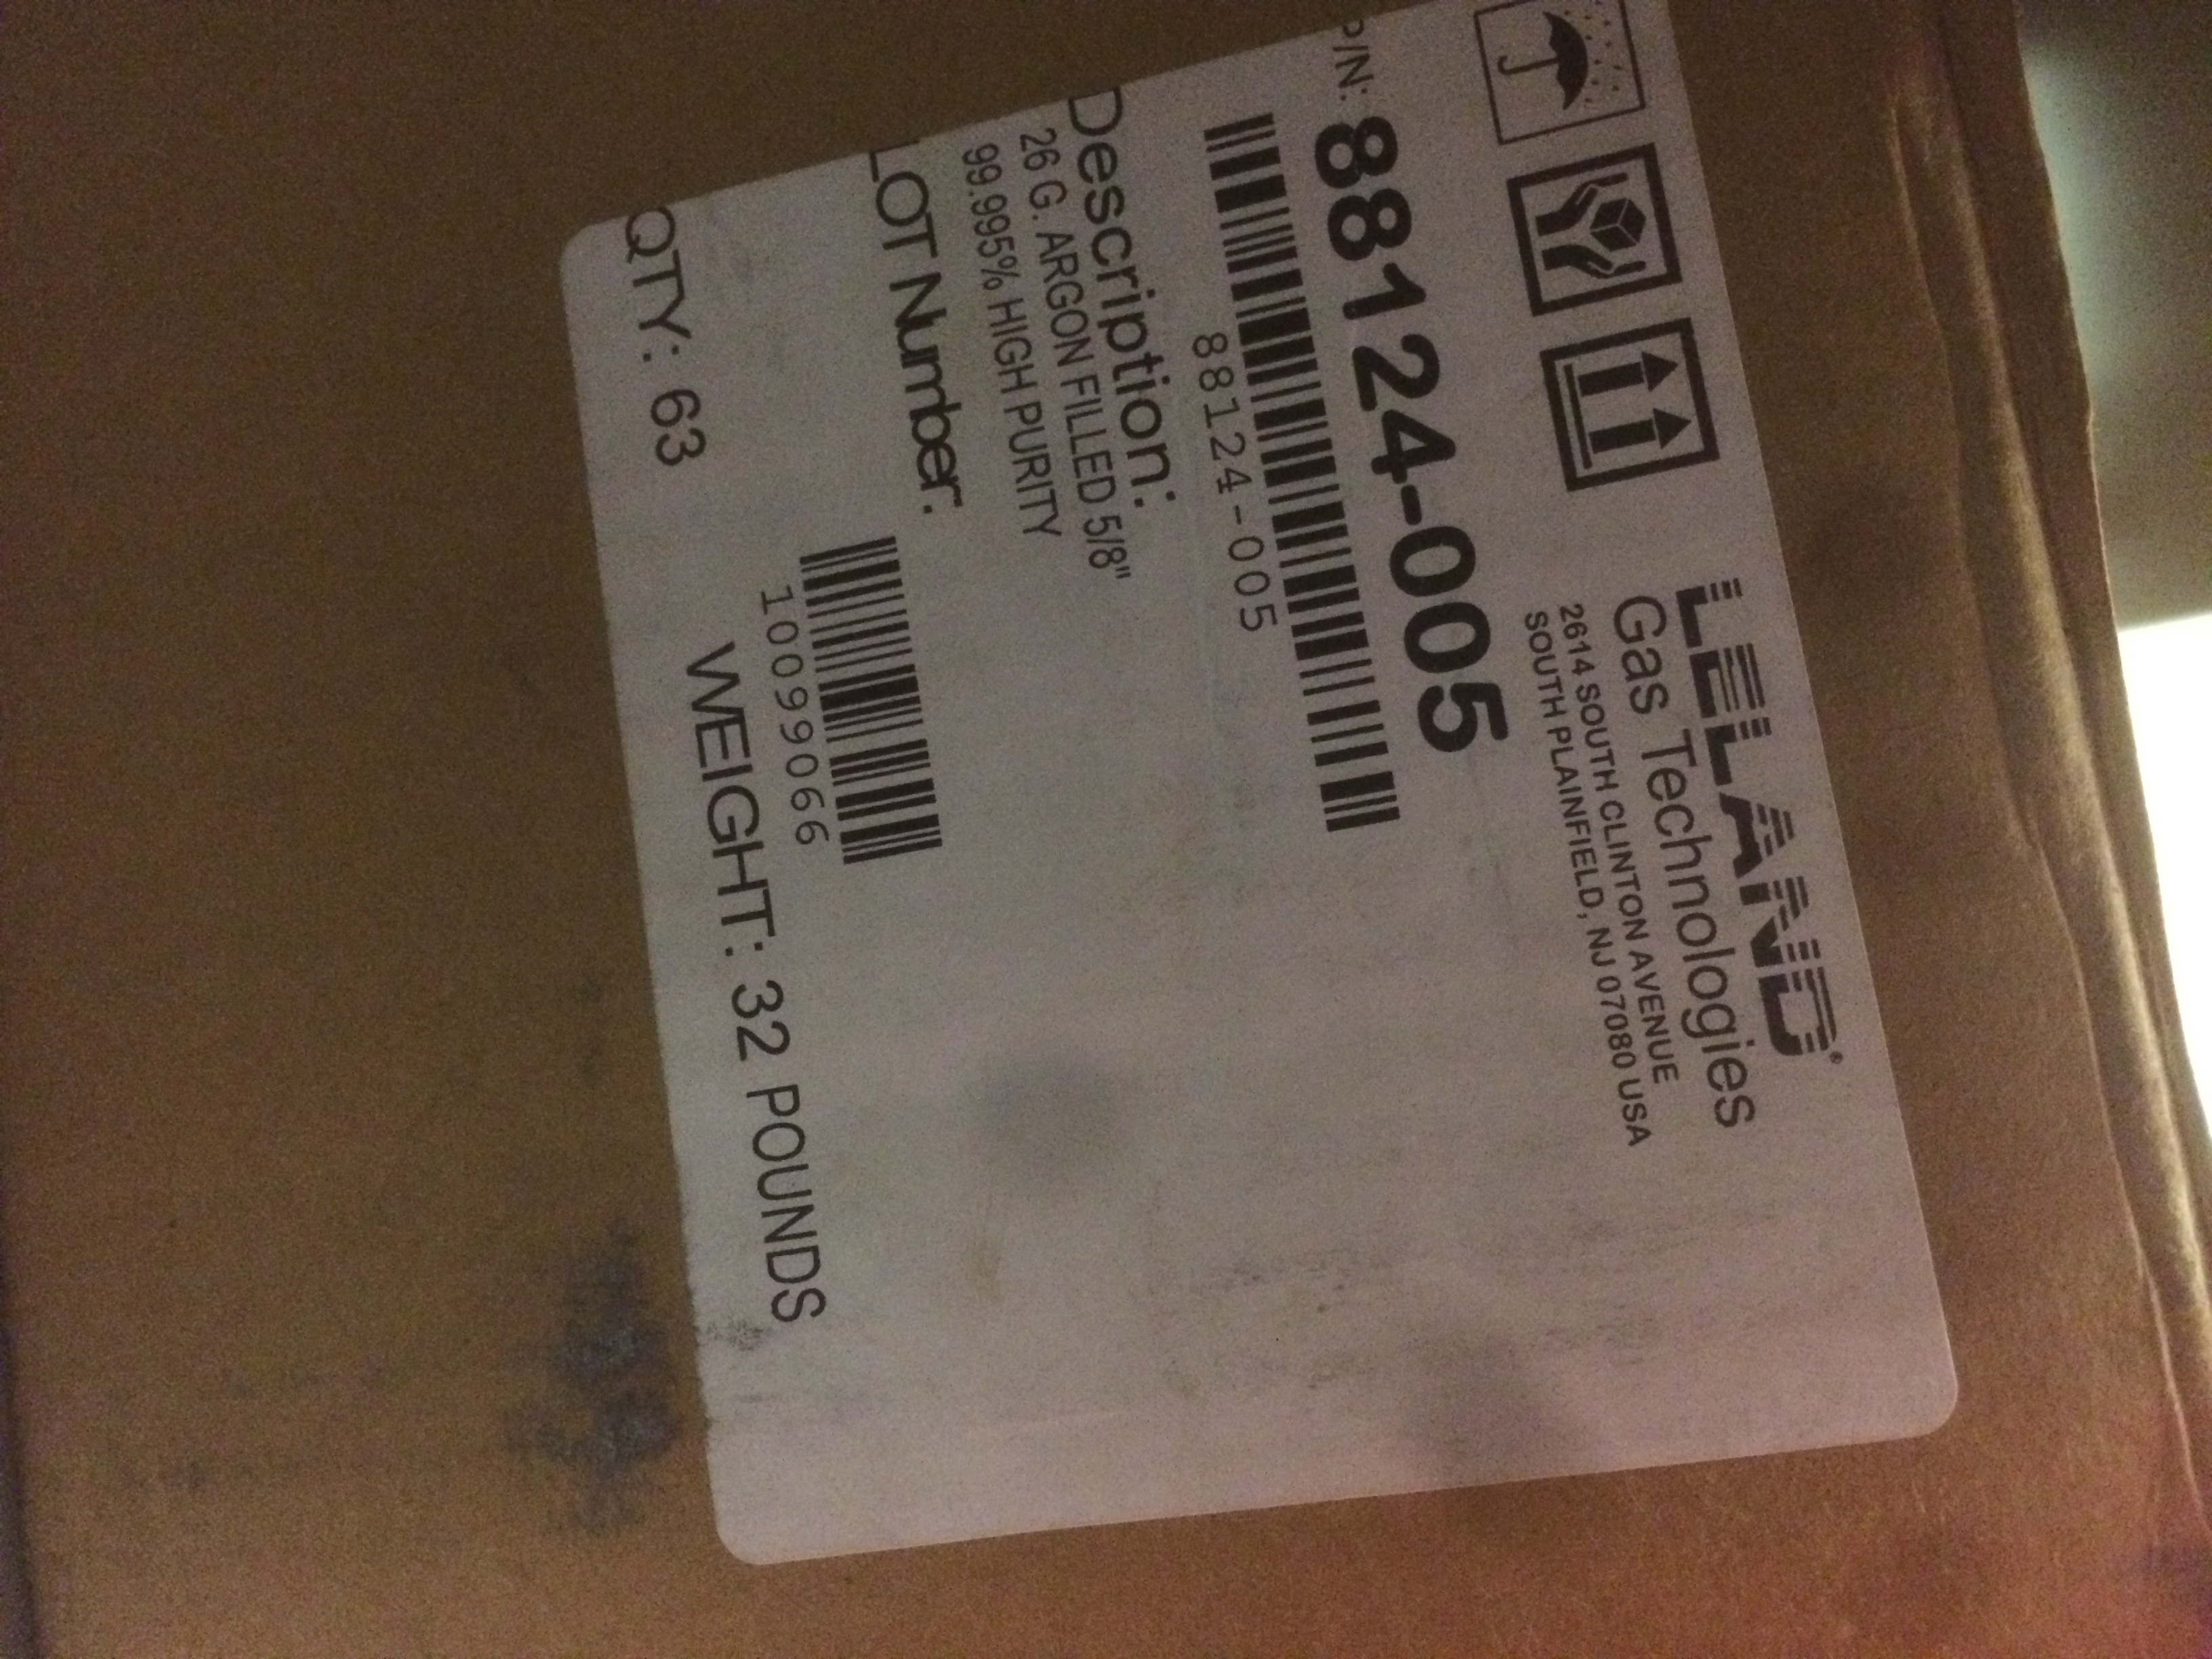 LELAND®
Gas Technologies
2614 SOUTH CLINTON AVENUE
SOUTH PLAINFIELD, NJ 07080 USA
P/N: 88124-005
88124-005
Description:
26 G. ARGON FILLED 5/8"
99.995% HIGH PURITY
LOT Number:
10099066
QTY: 63 WEIGHT: 32 POUNDS